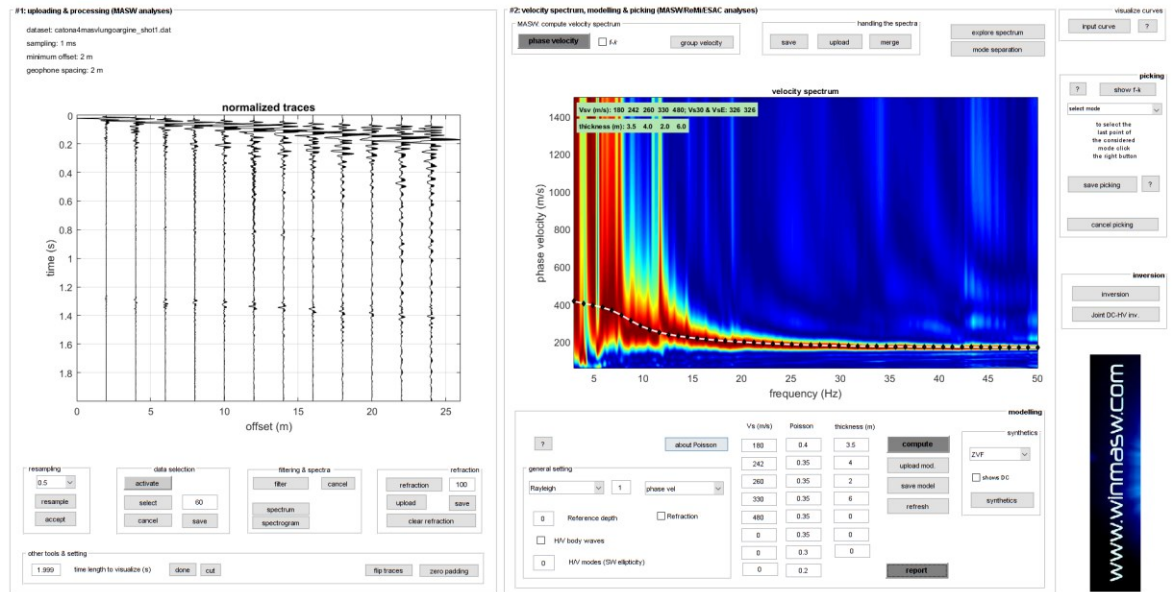 #1: uploading & processing (MASW analyses)
dataset: catona4masvlungoargine_shot1.dat
sampling: 1 ms
minimum offset: 2 m
geophone spacing: 2 m
normalized traces
0
0.2
0.4
0.6
0.8
1
1.2
1.4
1.6
1.8
time (s)
0 5 10 15 20 25
offset (m)
resampling
0.5
resample
accept
data selection
activate
select 60
cancel save
filtering & spectra
filter cancel
spectrum
spectrogram
refraction
refraction 100
upload save
clear refraction
other tools & setting
1.999 time length to visualize (s) done cut flip traces zero padding
#2: velocity spectrum, modelling & picking (MASW/ReMi/ESAC analyses)
MASW: compute velocity spectrum
phase velocity f-k group velocity
handling the spectra
save upload merge
explore spectrum
mode separation
velocity spectrum
Vsv (m/s): 180 242 260 330 480; Vs30 & VsE: 326 326
thickness (m): 3.5 4.0 2.0 6.0
1400
1200
1000
800
600
400
200
phase velocity (m/s)
5 10 15 20 25 30 35 40 45 50
frequency (Hz)
modelling
? about Poisson
general setting
Rayleigh 1 phase vel
0 Reference depth Refraction
H/V body waves
0 H/V modes (SW ellipticity)
Vs (m/s) Poisson thickness (m)
180 0.4 3.5
242 0.35 4
260 0.35 2
330 0.35 6
480 0.35 0
0 0.35 0
0 0.3 0
0 0.2
compute
upload mod.
save model
refresh
report
synthetics
ZVF
shows DC
synthetics
visualize curves
input curve ?
picking
? show f-k
select mode
to select the
last point of
the considered
mode click
the right button
save picking ?
cancel picking
inversion
inversion
Joint DC-HV inv.
www.winmasw.com